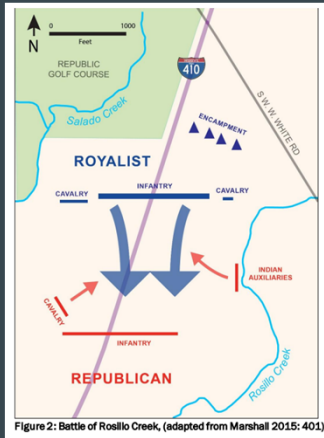 N
0 1000
Feet
REPUBLIC
GOLF COURSE
Salado Creek
410
S W. W. WHITE RD
ENCAMPMENT
ROYALIST
CAVALRY
INFANTRY
CAVALRY
INDIAN
AUXILIARIES
CAVALRY
INFANTRY
REPUBLICAN
Rosillo Creek
Figure 2: Battle of Rosillo Creek, (adapted from Marshall 2015: 401)